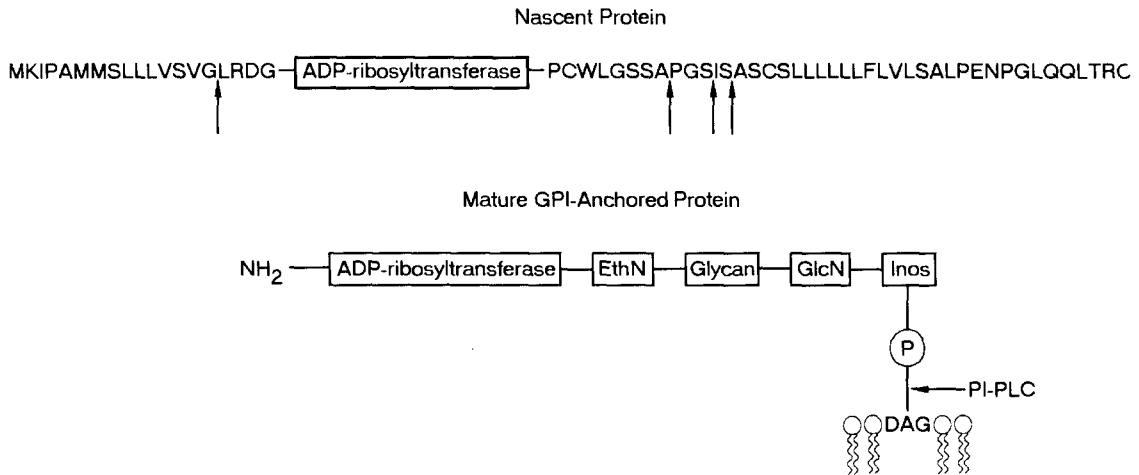 Nascent Protein
MKIPAMMSLLLVSVGLRDG ADP-ribosyltransferase PCWLGSSAPGSISASCSLLLLLLFLVLSALPENPGLQQLTRC
Mature GPI-Anchored Protein
NH2 ADP-ribosyltransferase EthN Glycan GlcN Inos
P
PI-PLC
DAG